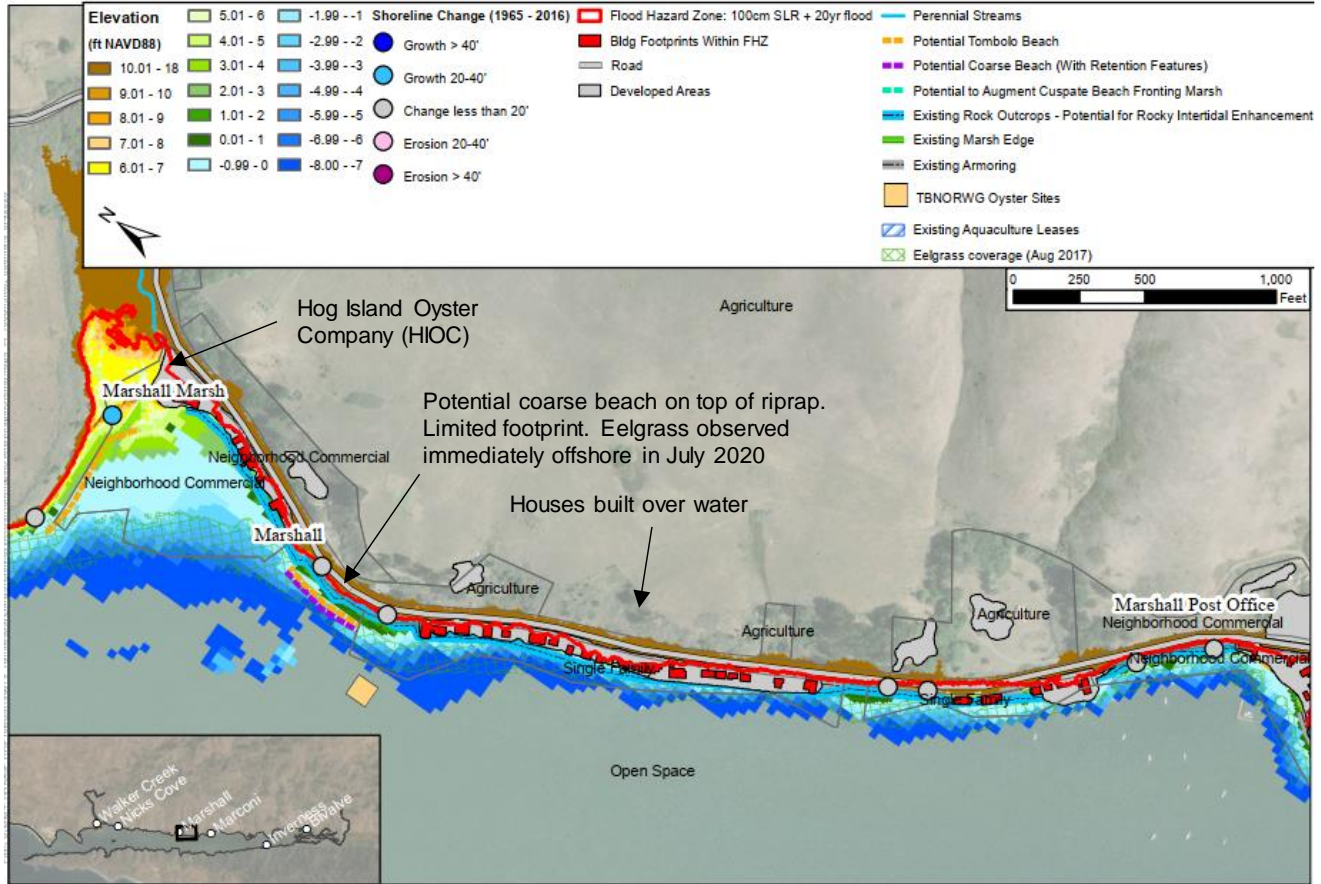 Elevation
(ft NAVD88)
10.01 - 18
9.01 - 10
8.01 - 9
7.01 - 8
6.01 - 7
5.01 - 6
4.01 - 5
3.01 - 4
2.01 - 3
1.01 - 2
0.01 - 1
-0.99 - 0
-1.99 - -1
-2.99 - -2
-3.99 - -3
-4.99 - -4
-5.99 - -5
-6.99 - -6
-8.00 - -7
Shoreline Change (1965 - 2016)
Growth > 40'
Growth 20-40'
Change less than 20'
Erosion 20-40'
Erosion > 40'
Flood Hazard Zone: 100cm SLR + 20yr flood
Bldg Footprints Within FHZ
Road
Developed Areas
Perennial Streams
Potential Tombolo Beach
Potential Coarse Beach (With Retention Features)
Potential to Augment Cuspate Beach Fronting Marsh
Existing Rock Outcrops - Potential for Rocky Intertidal Enhancement
Existing Marsh Edge
Existing Armoring
TBNORWG Oyster Sites
Existing Aquaculture Leases
Eelgrass coverage (Aug 2017)
N
0 250 500 1,000
Feet
Hog Island Oyster
Company (HIOC)
Agriculture
Marshall Marsh
Potential coarse beach on top of riprap.
Limited footprint. Eelgrass observed
immediately offshore in July 2020
Neighborhood Commercial
Neighborhood Commercial
Houses built over water
Marshall
Agriculture
Agriculture
Agriculture
Marshall Post Office
Neighborhood Commercial
Neighborhood Commercial
Single Family
Single Family
Open Space
Walker Creek
Nicks Cove
Marshall
Marconi
Inverness
Bivalve